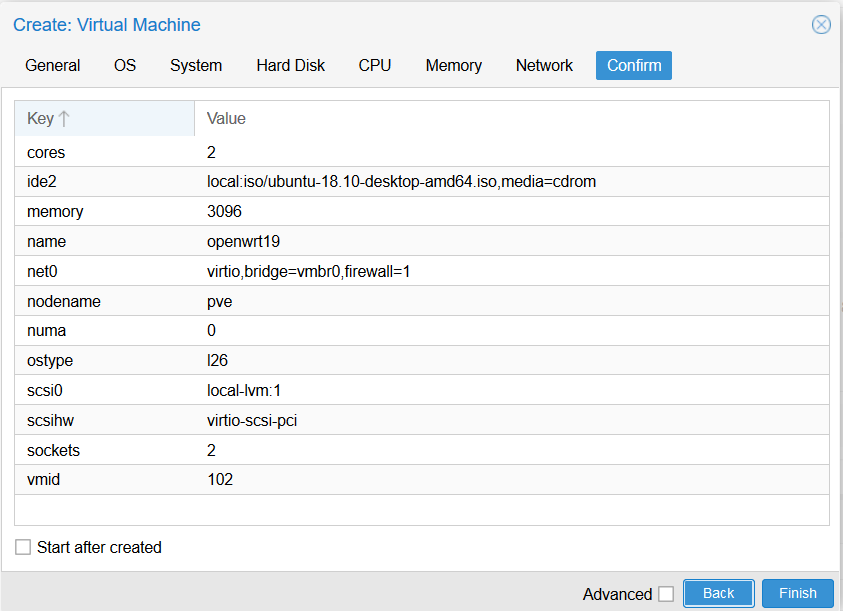 Create: Virtual Machine
General OS System Hard Disk CPU Memory Network Confirm
Key Value
cores 2
ide2 local:iso/ubuntu-18.10-desktop-amd64.iso,media=cdrom
memory 3096
name openwrt19
net0 virtio,bridge=vmbr0,firewall=1
nodename pve
numa 0
ostype l26
scsi0 local-lvm:1
scsihw virtio-scsi-pci
sockets 2
vmid 102
Start after created
Advanced Back Finish